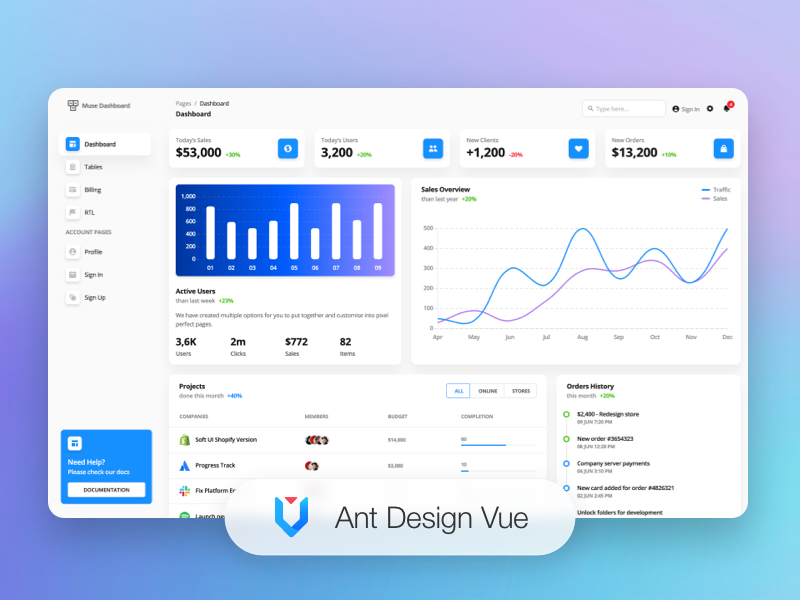 Muse Dashboard
Pages / Dashboard
Dashboard
Type here...
Sign In
4
Dashboard
Tables
Billing
RTL
ACCOUNT PAGES
Profile
Sign In
Sign Up
Need Help?
Please check our docs
DOCUMENTATION
Today's Sales
$53,000 +30%
Today's Users
3,200 +20%
New Clients
+1,200 -20%
New Orders
$13,200 +10%
1,000
800
600
400
200
0
01 02 03 04 05 06 07 08 09
Active Users
than last week +23%
We have created multiple options for you to put together and customise into pixel
perfect pages.
3,6K 2m $772 82
Users Clicks Sales Items
Sales Overview
than last year +20%
Traffic
Sales
500
400
300
200
100
0
Apr May Jun Jul Aug Sep Oct Nov Dec
Projects
done this month +40%
ALL ONLINE STORES
COMPANIES MEMBERS BUDGET COMPLETION
Soft UI Shopify Version $14,000 60
Progress Track $3,000 10
Fix Platform Er
Launch ne
Orders History
this month +20%
$2,400 - Redesign store
09 JUN 7:20 PM
New order #3654323
08 JUN 12:20 PM
Company server payments
04 JUN 3:10 PM
New card added for order #4826321
02 JUN 2:45 PM
Unlock folders for development
Ant Design Vue